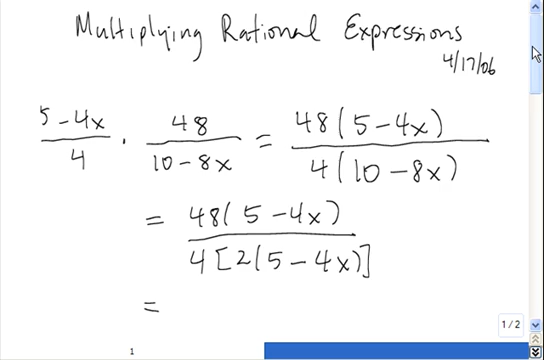 Multiplying Rational Expressions
4/17/06
5-4x/4 · 48/10-8x = 48(5-4x)/4(10-8x)
= 48(5-4x)/4[2(5-4x)]
=
1/2
1